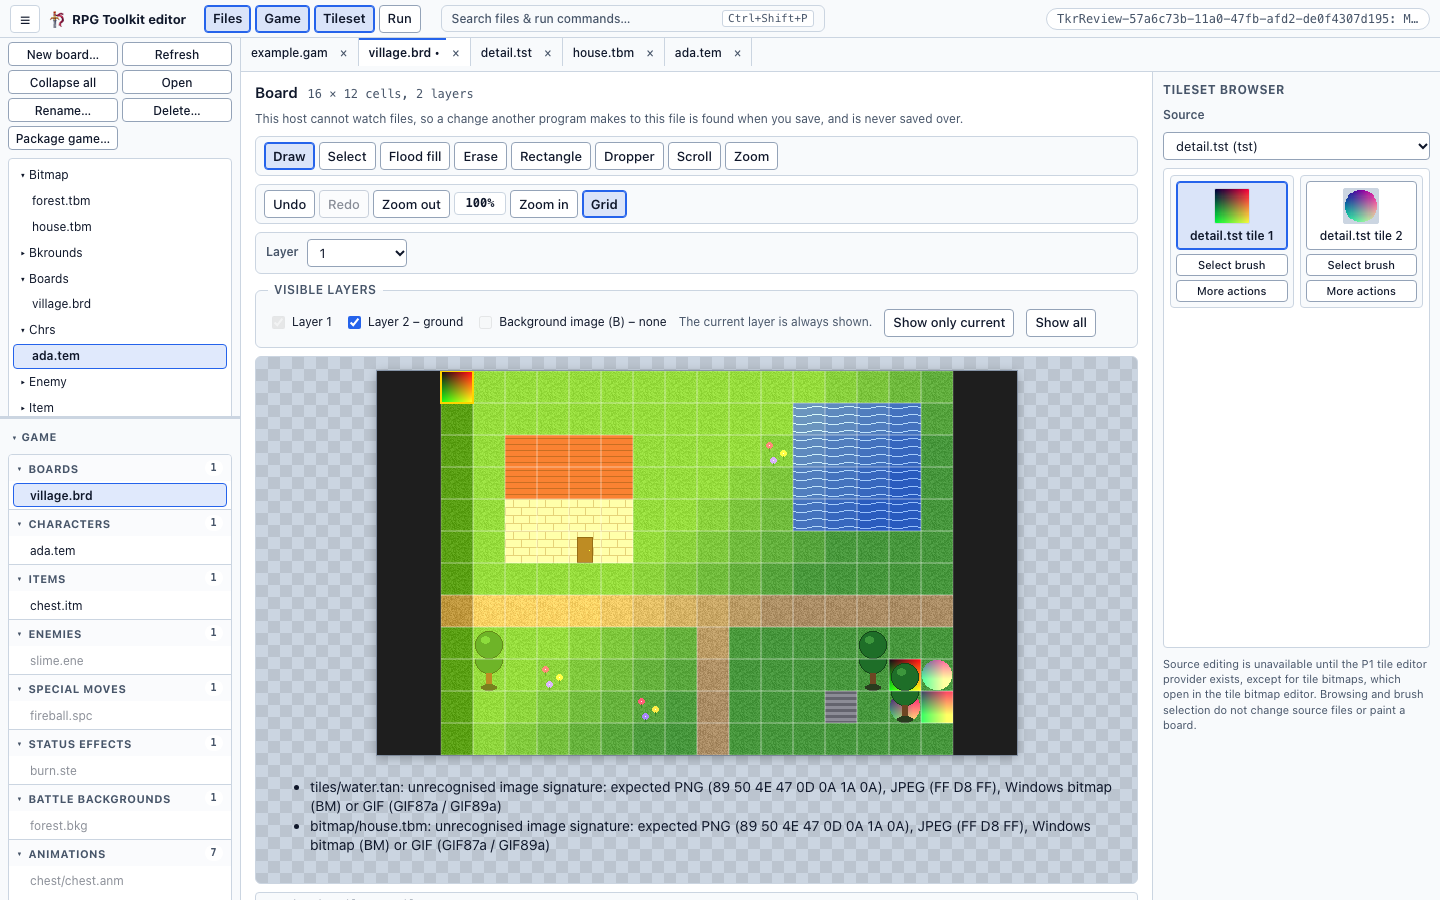 RPG Toolkit editor
Files
Game
Tileset
Run
Search files & run commands...
Ctrl+Shift+P
TkrReview-57a6c73b-11a0-47fb-afd2-de0f4307d195: M…
New board...
Refresh
Collapse all
Open
Rename...
Delete...
Package game...
Bitmap
forest.tbm
house.tbm
Bkrounds
Boards
village.brd
Chrs
ada.tem
Enemy
Item
GAME
BOARDS 1
village.brd
CHARACTERS 1
ada.tem
ITEMS 1
chest.itm
ENEMIES 1
slime.ene
SPECIAL MOVES 1
fireball.spc
STATUS EFFECTS 1
burn.ste
BATTLE BACKGROUNDS 1
forest.bkg
ANIMATIONS 7
chest/chest.anm
example.gam ×
village.brd • ×
detail.tst ×
house.tbm ×
ada.tem ×
Board 16 × 12 cells, 2 layers
This host cannot watch files, so a change another program makes to this file is found when you save, and is never saved over.
Draw
Select
Flood fill
Erase
Rectangle
Dropper
Scroll
Zoom
Undo
Redo
Zoom out
100%
Zoom in
Grid
Layer 1
VISIBLE LAYERS
Layer 1
Layer 2 – ground
Background image (B) – none
The current layer is always shown.
Show only current
Show all
• tiles/water.tan: unrecognised image signature: expected PNG (89 50 4E 47 0D 0A 1A 0A), JPEG (FF D8 FF), Windows bitmap
(BM) or GIF (GIF87a / GIF89a)
• bitmap/house.tbm: unrecognised image signature: expected PNG (89 50 4E 47 0D 0A 1A 0A), JPEG (FF D8 FF), Windows
bitmap (BM) or GIF (GIF87a / GIF89a)
TILESET BROWSER
Source
detail.tst (tst)
detail.tst tile 1
Select brush
More actions
detail.tst tile 2
Select brush
More actions
Source editing is unavailable until the P1 tile editor
provider exists, except for tile bitmaps, which
open in the tile bitmap editor. Browsing and brush
selection do not change source files or paint a
board.